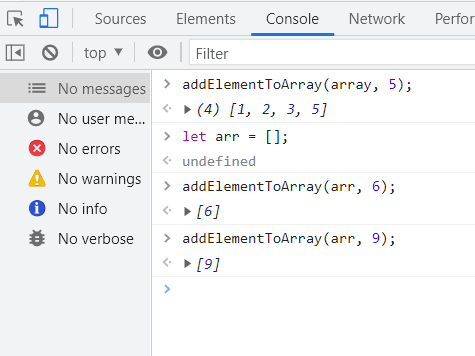 Sources Elements Console Network Perfor
top ▼ Filter
No messages
No user me...
No errors
No warnings
No info
No verbose
> addElementToArray(array, 5);
<· ▶ (4) [1, 2, 3, 5]
> let arr = [];
<· undefined
> addElementToArray(arr, 6);
<· ▶ [6]
> addElementToArray(arr, 9);
<· ▶ [9]
>